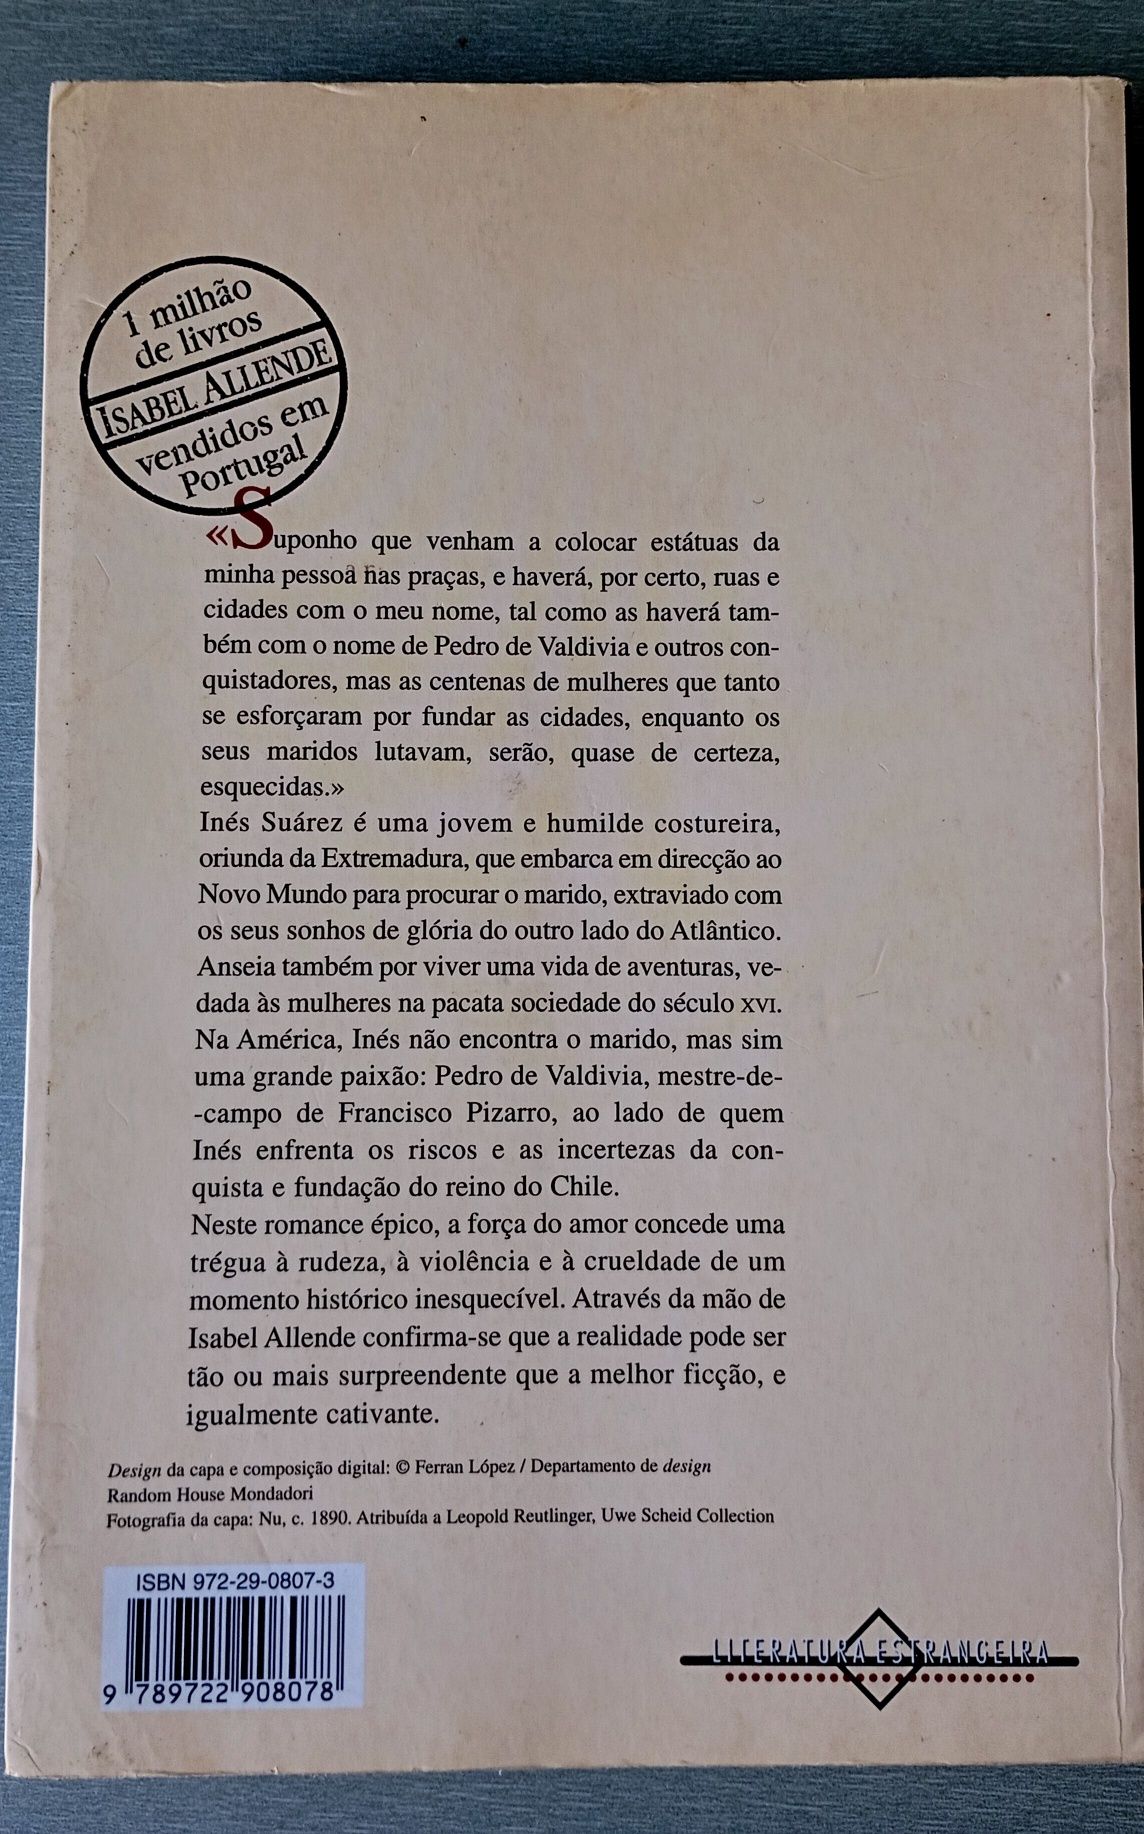 1 milhão
de livros
ISABEL ALLENDE
vendidos em
Portugal
«Suponho que venham a colocar estátuas da
minha pessoa nas praças, e haverá, por certo, ruas e
cidades com o meu nome, tal como as haverá tam-
bém com o nome de Pedro de Valdivia e outros con-
quistadores, mas as centenas de mulheres que tanto
se esforçaram por fundar as cidades, enquanto os
seus maridos lutavam, serão, quase de certeza,
esquecidas.»
Inés Suárez é uma jovem e humilde costureira,
oriunda da Extremadura, que embarca em direcção ao
Novo Mundo para procurar o marido, extraviado com
os seus sonhos de glória do outro lado do Atlântico.
Anseia também por viver uma vida de aventuras, ve-
dada às mulheres na pacata sociedade do século XVI.
Na América, Inés não encontra o marido, mas sim
uma grande paixão: Pedro de Valdivia, mestre-de-
-campo de Francisco Pizarro, ao lado de quem
Inés enfrenta os riscos e as incertezas da con-
quista e fundação do reino do Chile.
Neste romance épico, a força do amor concede uma
trégua à rudeza, à violência e à crueldade de um
momento histórico inesquecível. Através da mão de
Isabel Allende confirma-se que a realidade pode ser
tão ou mais surpreendente que a melhor ficção, e
igualmente cativante.
Design da capa e composição digital: © Ferran López / Departamento de design
Random House Mondadori
Fotografia da capa: Nu, c. 1890. Atribuída a Leopold Reutlinger, Uwe Scheid Collection
ISBN 972-29-0807-3
9 789722 908078
LITERATURA ESTRANGEIRA